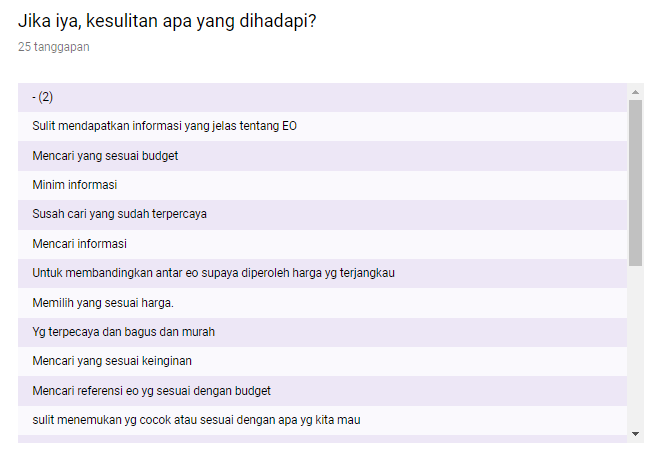 Jika iya, kesulitan apa yang dihadapi?
25 tanggapan
- (2)
Sulit mendapatkan informasi yang jelas tentang EO
Mencari yang sesuai budget
Minim informasi
Susah cari yang sudah terpercaya
Mencari informasi
Untuk membandingkan antar eo supaya diperoleh harga yg terjangkau
Memilih yang sesuai harga.
Yg terpecaya dan bagus dan murah
Mencari yang sesuai keinginan
Mencari referensi eo yg sesuai dengan budget
sulit menemukan yg cocok atau sesuai dengan apa yg kita mau